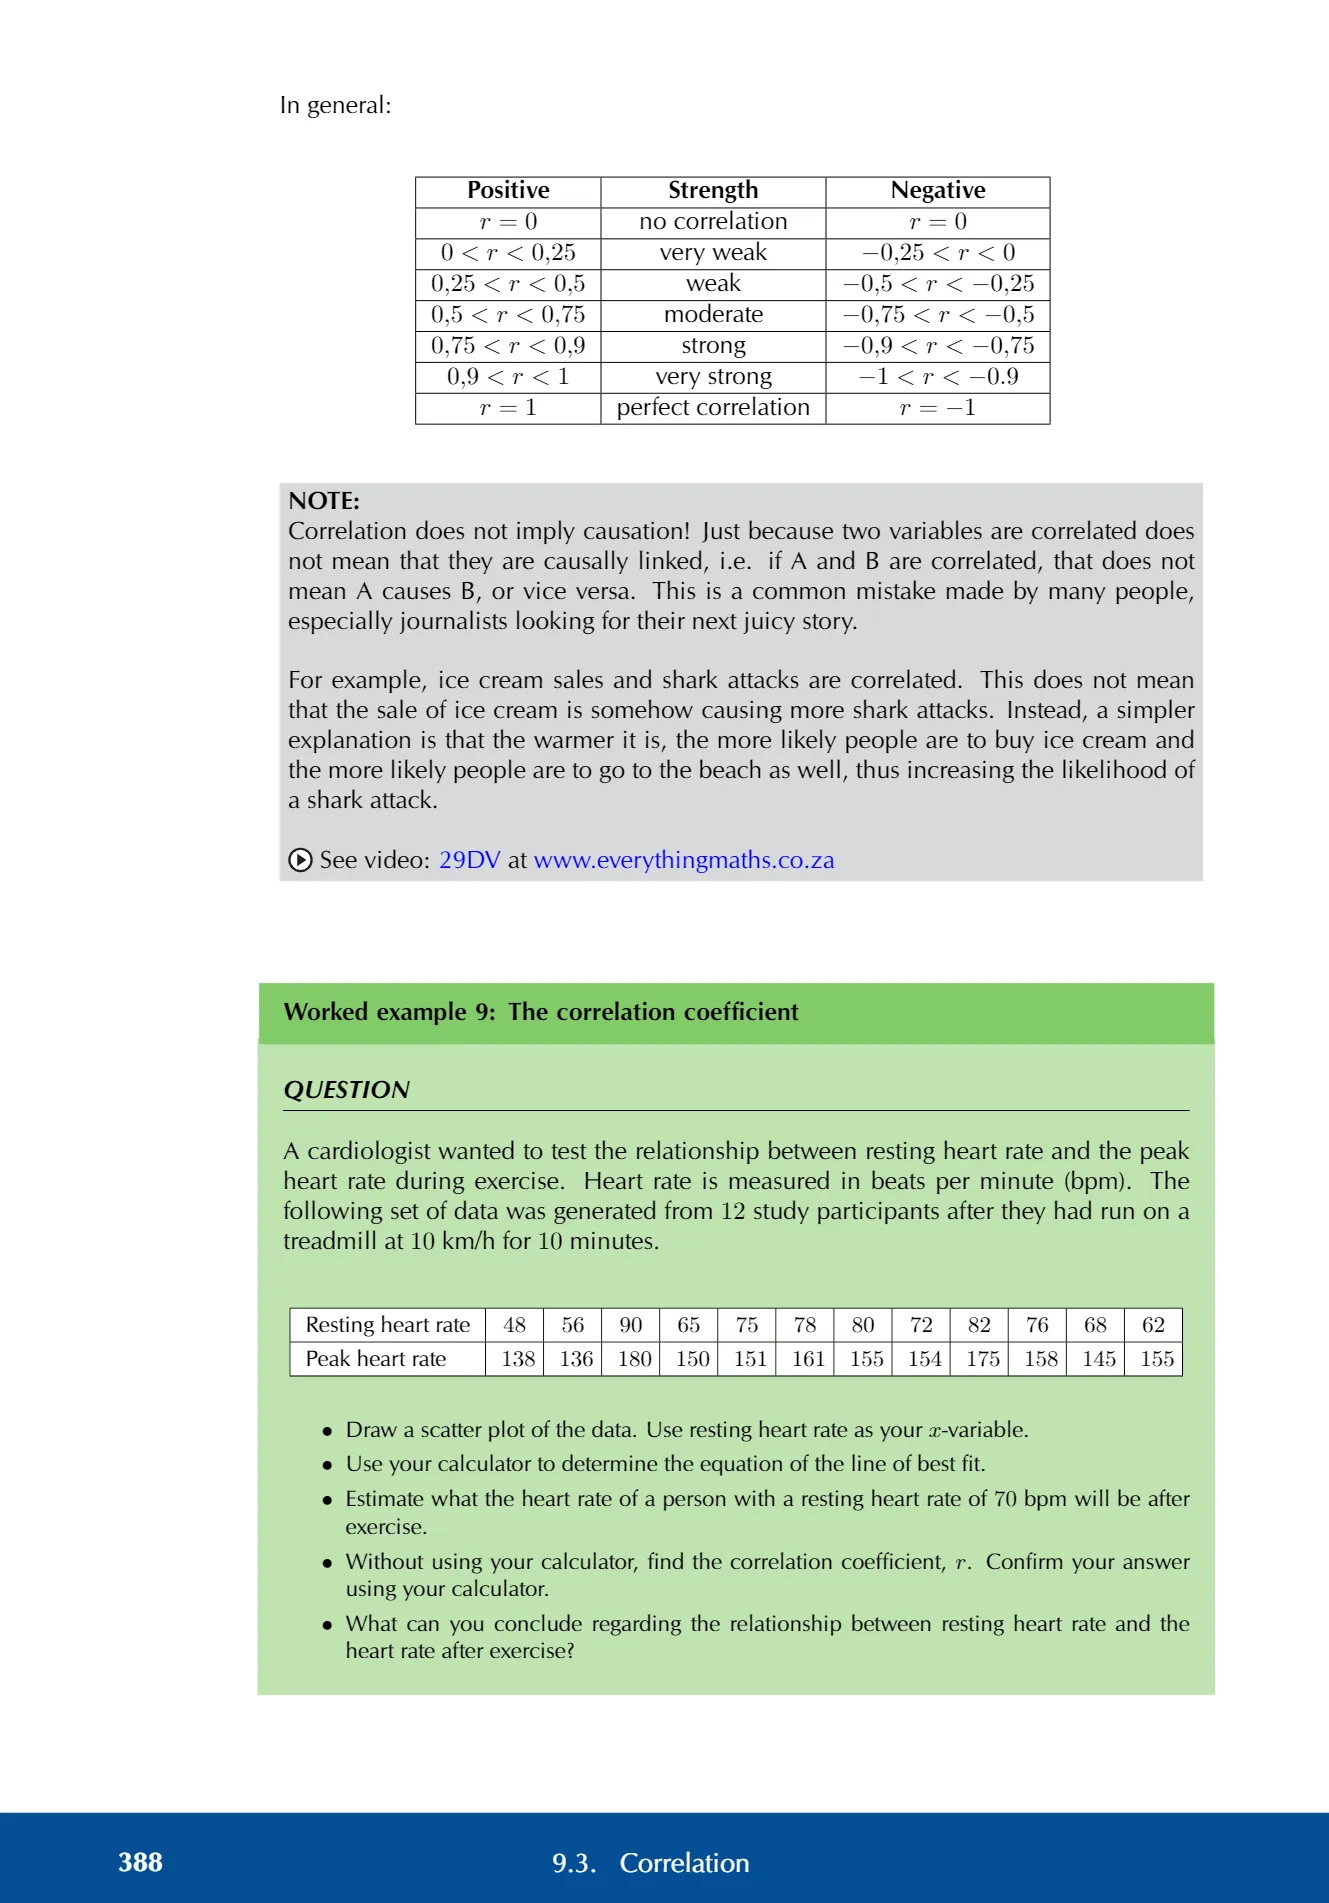 In general:
Positive Strength Negative
r = 0 no correlation r = 0
0 < r < 0,25 very weak −0,25 < r < 0
0,25 < r < 0,5 weak −0,5 < r < −0,25
0,5 < r < 0,75 moderate −0,75 < r < −0,5
0,75 < r < 0,9 strong −0,9 < r < −0,75
0,9 < r < 1 very strong −1 < r < −0.9
r = 1 perfect correlation r = −1
NOTE:
Correlation does not imply causation! Just because two variables are correlated does
not mean that they are causally linked, i.e. if A and B are correlated, that does not
mean A causes B, or vice versa. This is a common mistake made by many people,
especially journalists looking for their next juicy story.
For example, ice cream sales and shark attacks are correlated. This does not mean
that the sale of ice cream is somehow causing more shark attacks. Instead, a simpler
explanation is that the warmer it is, the more likely people are to buy ice cream and
the more likely people are to go to the beach as well, thus increasing the likelihood of
a shark attack.
See video: 29DV at www.everythingmaths.co.za
Worked example 9: The correlation coefficient
QUESTION
A cardiologist wanted to test the relationship between resting heart rate and the peak
heart rate during exercise. Heart rate is measured in beats per minute (bpm). The
following set of data was generated from 12 study participants after they had run on a
treadmill at 10 km/h for 10 minutes.
Resting heart rate 48 56 90 65 75 78 80 72 82 76 68 62
Peak heart rate 138 136 180 150 151 161 155 154 175 158 145 155
• Draw a scatter plot of the data. Use resting heart rate as your x-variable.
• Use your calculator to determine the equation of the line of best fit.
• Estimate what the heart rate of a person with a resting heart rate of 70 bpm will be after
exercise.
• Without using your calculator, find the correlation coefficient, r. Confirm your answer
using your calculator.
• What can you conclude regarding the relationship between resting heart rate and the
heart rate after exercise?
388 9.3. Correlation